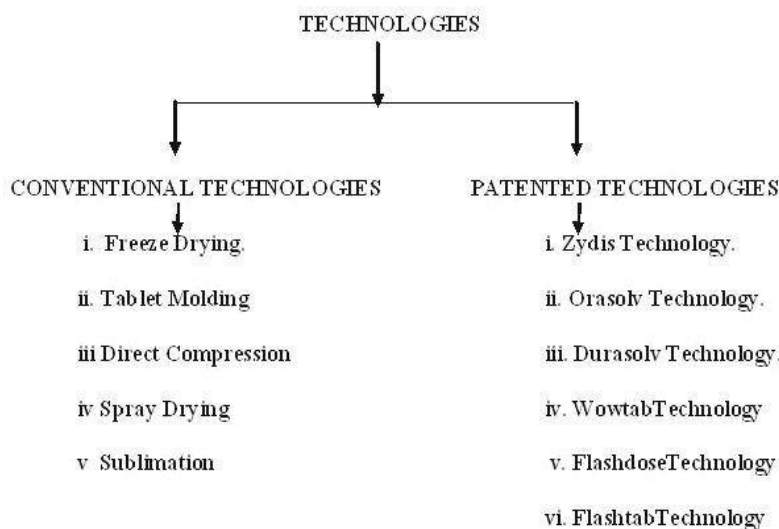 TECHNOLOGIES
CONVENTIONAL TECHNOLOGIES
i. Freeze Drying.
ii. Tablet Molding
iii Direct Compression
iv Spray Drying
v Sublimation
PATENTED TECHNOLOGIES
i. Zydis Technology.
ii. Orasolv Technology.
iii. Durasolv Technology.
iv. WowtabTechnology
v. FlashdoseTechnology
vi. FlashtabTechnology